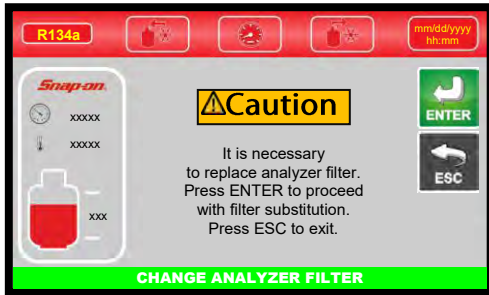 R134a
mm/dd/yyyy
hh:mm
Snap-on
xxxxx
xxxxx
xxx
Caution
It is necessary
to replace analyzer filter.
Press ENTER to proceed
with filter substitution.
Press ESC to exit.
ENTER
ESC
CHANGE ANALYZER FILTER